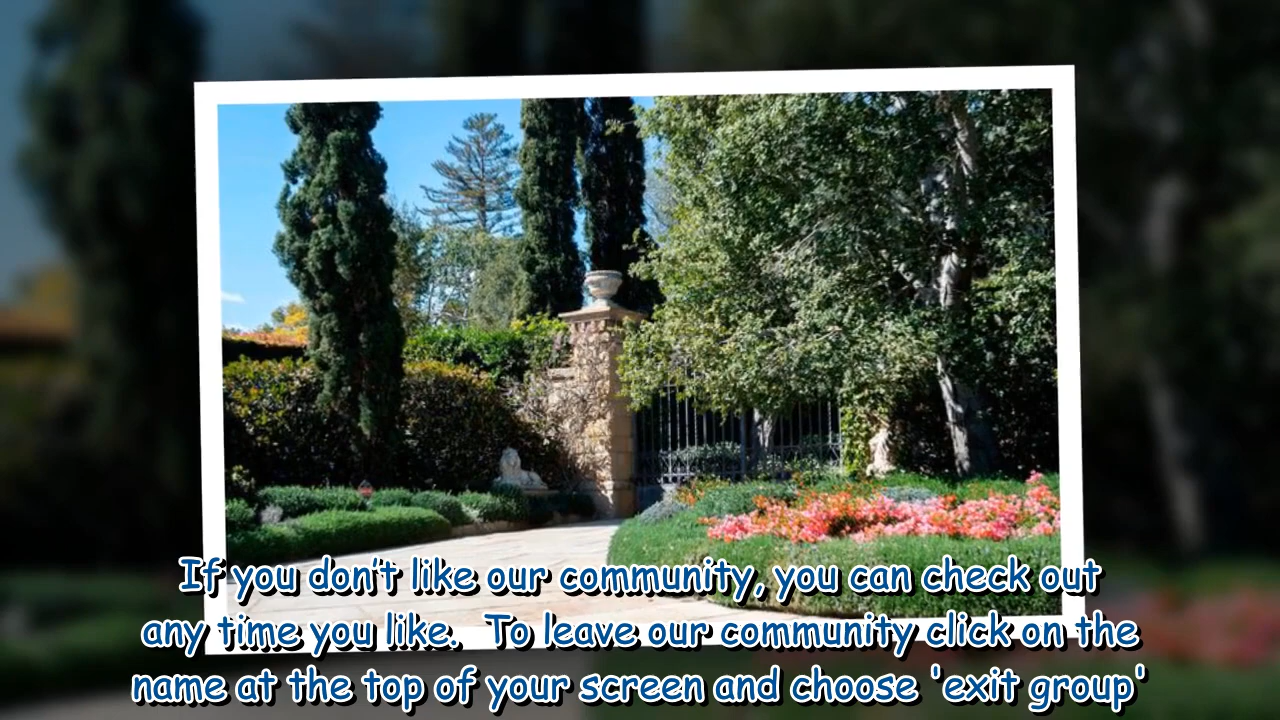 If you don't like our community, you can check out
any time you like.  To leave our community click on the
name at the top of your screen and choose 'exit group'